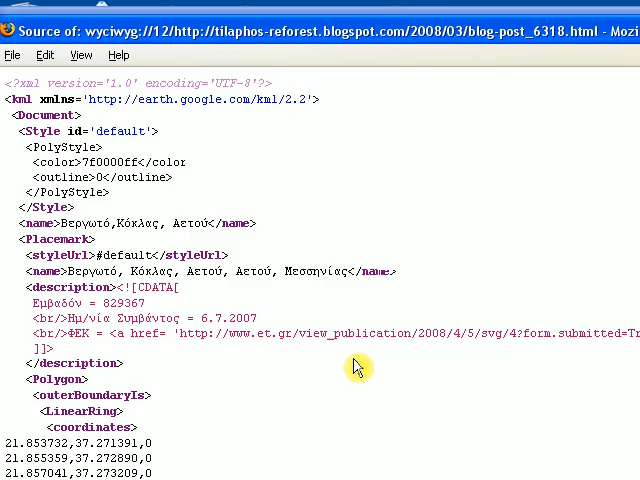 Source of: wyciwyg://12/http://tilaphos-reforest.blogspot.com/2008/03/blog-post_6318.html - Mozi
File Edit View Help
<?xml version='1.0' encoding='UTF-8'?>
<kml xmlns='http://earth.google.com/kml/2.2'>
<Document>
<Style id='default'>
<PolyStyle>
<color>7f0000ff</color
<outline>0</outline>
</PolyStyle>
</Style>
<name>Βεργωτό,Κόκλας, Αετού</name>
<Placemark>
<styleUrl>#default</styleUrl>
<name>Βεργωτό, Κόκλας, Αετού, Αετού, Μεσσηνίας</name>
<description><![CDATA[
Εμβαδόν = 829367
<br/>Ημ/νία Συμβάντος = 6.7.2007
<br/>ΦΕΚ = <a href= 'http://www.et.gr/view_publication/2008/4/5/svg/4?form.submitted=Tr
]]>
</description>
<Polygon>
<outerBoundaryIs>
<LinearRing>
<coordinates>
21.853732,37.271391,0
21.855359,37.272890,0
21.857041,37.273209,0